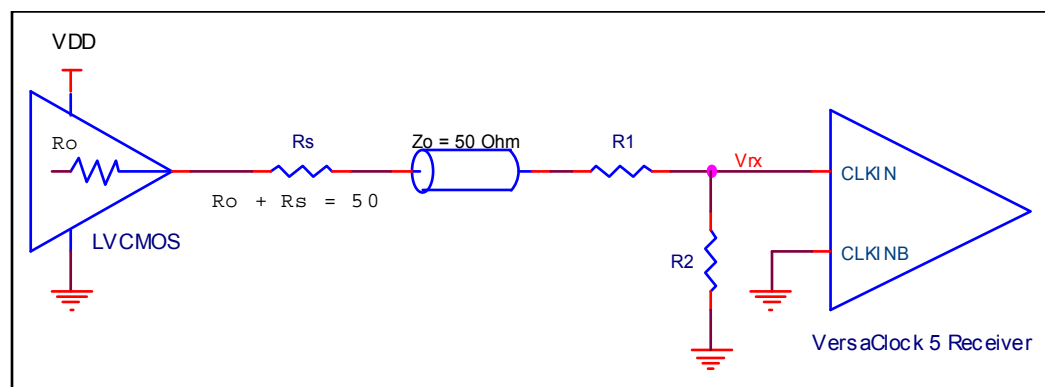 VDD
Ro
Rs
Zo = 50 Ohm
R1
Vrx
CLKIN
Ro + Rs = 50
LVCMOS
R2
CLKINB
VersaClock 5 Receiver